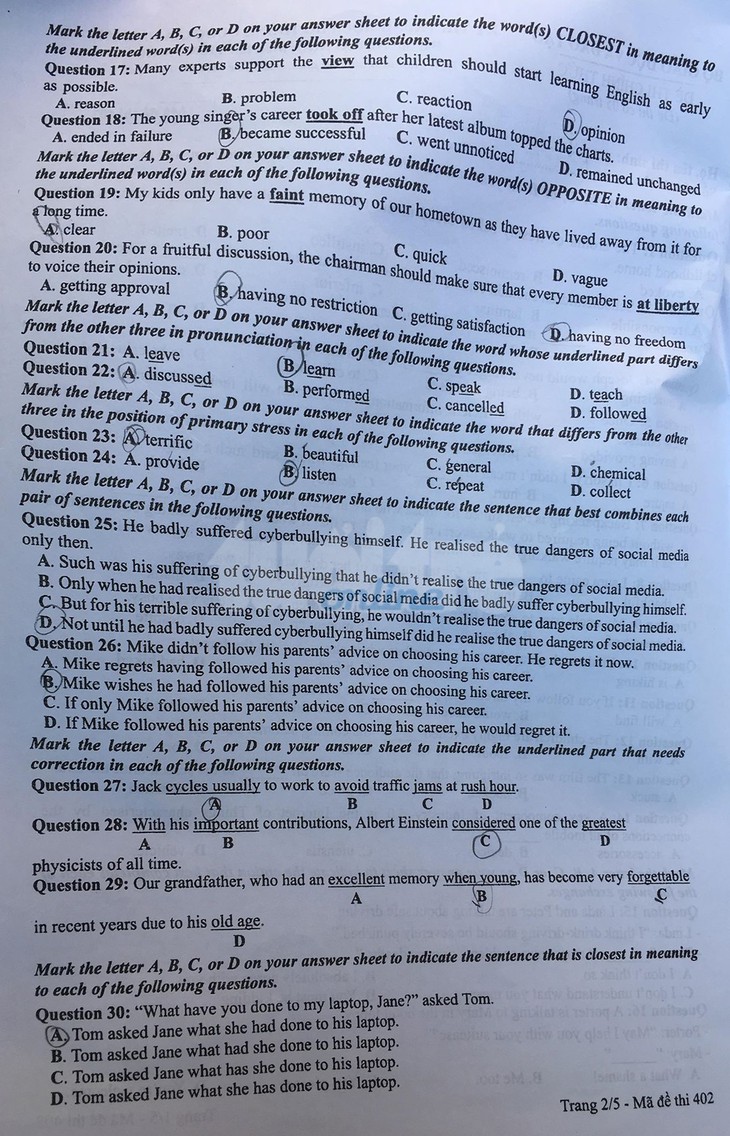 Mark the letter A, B, C, or D on your answer sheet to indicate the word(s) CLOSEST in meaning to
the underlined word(s) in each of the following questions.
Question 17: Many experts support the view that children should start learning English as early
as possible.
A. reason B. problem C. reaction D. opinion
Question 18: The young singer's career took off after her latest album topped the charts.
A. ended in failure B. became successful C. went unnoticed D. remained unchanged
Mark the letter A, B, C, or D on your answer sheet to indicate the word(s) OPPOSITE in meaning to
the underlined word(s) in each of the following questions.
Question 19: My kids only have a faint memory of our hometown as they have lived away from it for
a long time.
A. clear B. poor C. quick D. vague
Question 20: For a fruitful discussion, the chairman should make sure that every member is at liberty
to voice their opinions.
A. getting approval B. having no restriction C. getting satisfaction D. having no freedom
Mark the letter A, B, C, or D on your answer sheet to indicate the word whose underlined part differs
from the other three in pronunciation in each of the following questions.
Question 21: A. leave B. learn C. speak D. teach
Question 22: A. discussed B. performed C. cancelled D. followed
Mark the letter A, B, C, or D on your answer sheet to indicate the word that differs from the other
three in the position of primary stress in each of the following questions.
Question 23: A. terrific B. beautiful C. general D. chemical
Question 24: A. provide B. listen C. repeat D. collect
Mark the letter A, B, C, or D on your answer sheet to indicate the sentence that best combines each
pair of sentences in the following questions.
Question 25: He badly suffered cyberbullying himself. He realised the true dangers of social media
only then.
A. Such was his suffering of cyberbullying that he didn't realise the true dangers of social media.
B. Only when he had realised the true dangers of social media did he badly suffer cyberbullying himself.
C. But for his terrible suffering of cyberbullying, he wouldn't realise the true dangers of social media.
D. Not until he had badly suffered cyberbullying himself did he realise the true dangers of social media.
Question 26: Mike didn't follow his parents' advice on choosing his career. He regrets it now.
A. Mike regrets having followed his parents' advice on choosing his career.
B. Mike wishes he had followed his parents' advice on choosing his career.
C. If only Mike followed his parents' advice on choosing his career.
D. If Mike followed his parents' advice on choosing his career, he would regret it.
Mark the letter A, B, C, or D on your answer sheet to indicate the underlined part that needs
correction in each of the following questions.
Question 27: Jack cycles usually to work to avoid traffic jams at rush hour.
A B C D
Question 28: With his important contributions, Albert Einstein considered one of the greatest
A B C D
physicists of all time.
Question 29: Our grandfather, who had an excellent memory when young, has become very forgettable
A B C
in recent years due to his old age.
D
Mark the letter A, B, C, or D on your answer sheet to indicate the sentence that is closest in meaning
to each of the following questions.
Question 30: “What have you done to my laptop, Jane?” asked Tom.
A. Tom asked Jane what she had done to his laptop.
B. Tom asked Jane what had she done to his laptop.
C. Tom asked Jane what has she done to his laptop.
D. Tom asked Jane what she has done to his laptop.
Trang 2/5 - Mã đề thi 402